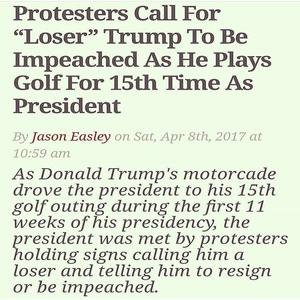 Protesters Call For
“Loser” Trump To Be
Impeached As He Plays
Golf For 15th Time As
President
By Jason Easley on Sat, Apr 8th, 2017 at
10:59 am
As Donald Trump's motorcade
drove the president to his 15th
golf outing during the first 11
weeks of his presidency, the
president was met by protesters
holding signs calling him a
loser and telling him to resign
or be impeached.